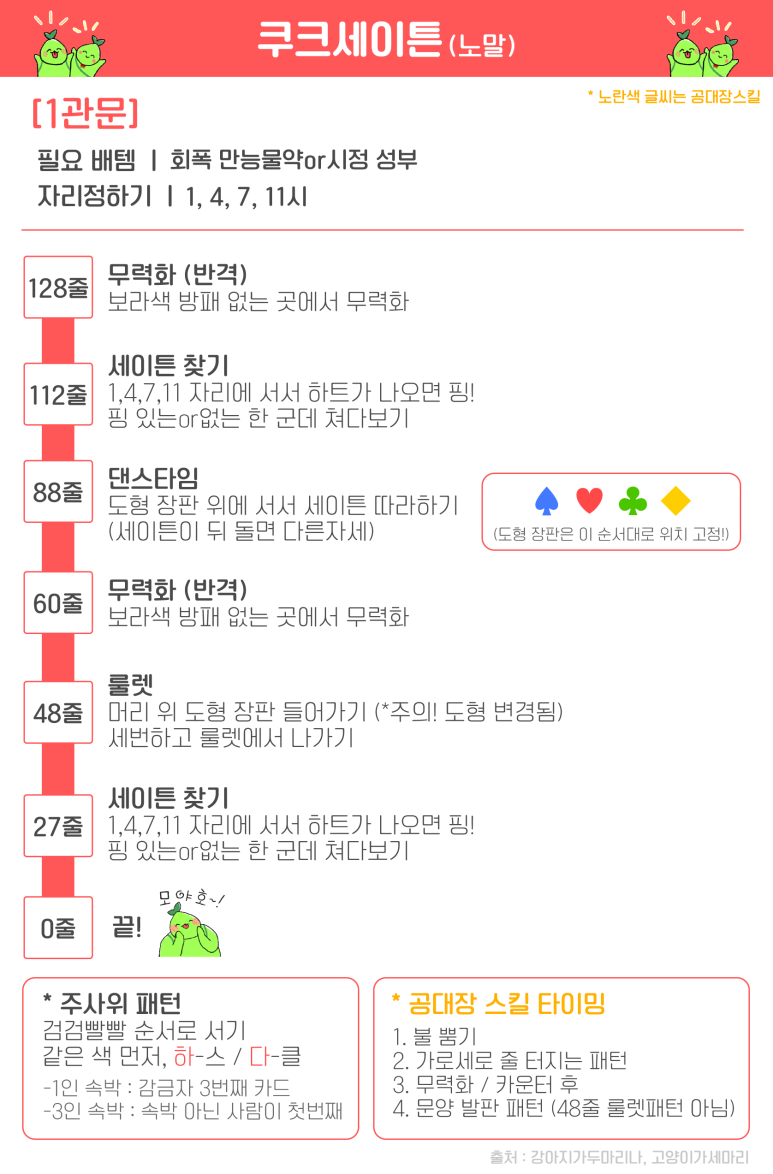 쿠크세이튼 (노말)
* 노란색 글씨는 공대장스킬
[1관문]
필요 배템 | 회폭 만능물약or시정 성부
자리정하기 | 1, 4, 7, 11시
128줄
무력화 (반격)
보라색 방패 없는 곳에서 무력화
112줄
세이튼 찾기
1,4,7,11 자리에 서서 하트가 나오면 핑!
핑 있는or없는 한 군데 쳐다보기
88줄
댄스타임
도형 장판 위에 서서 세이튼 따라하기
(세이튼이 뒤 돌면 다른자세)
(도형 장판은 이 순서대로 위치 고정!)
60줄
무력화 (반격)
보라색 방패 없는 곳에서 무력화
48줄
룰렛
머리 위 도형 장판 들어가기 (*주의! 도형 변경됨)
세번하고 룰렛에서 나가기
27줄
세이튼 찾기
1,4,7,11 자리에 서서 하트가 나오면 핑!
핑 있는or없는 한 군데 쳐다보기
0줄
끝!
모야호~!
* 주사위 패턴
검검빨빨 순서로 서기
같은 색 먼저, 하-스 / 다-클
-1인 속박 : 감금자 3번째 카드
-3인 속박 : 속박 아닌 사람이 첫번째
* 공대장 스킬 타이밍
1. 불 뿜기
2. 가로세로 줄 터지는 패턴
3. 무력화 / 카운터 후
4. 문양 발판 패턴 (48줄 룰렛패턴 아님)
출처 : 강아지가두마리나, 고양이가세마리